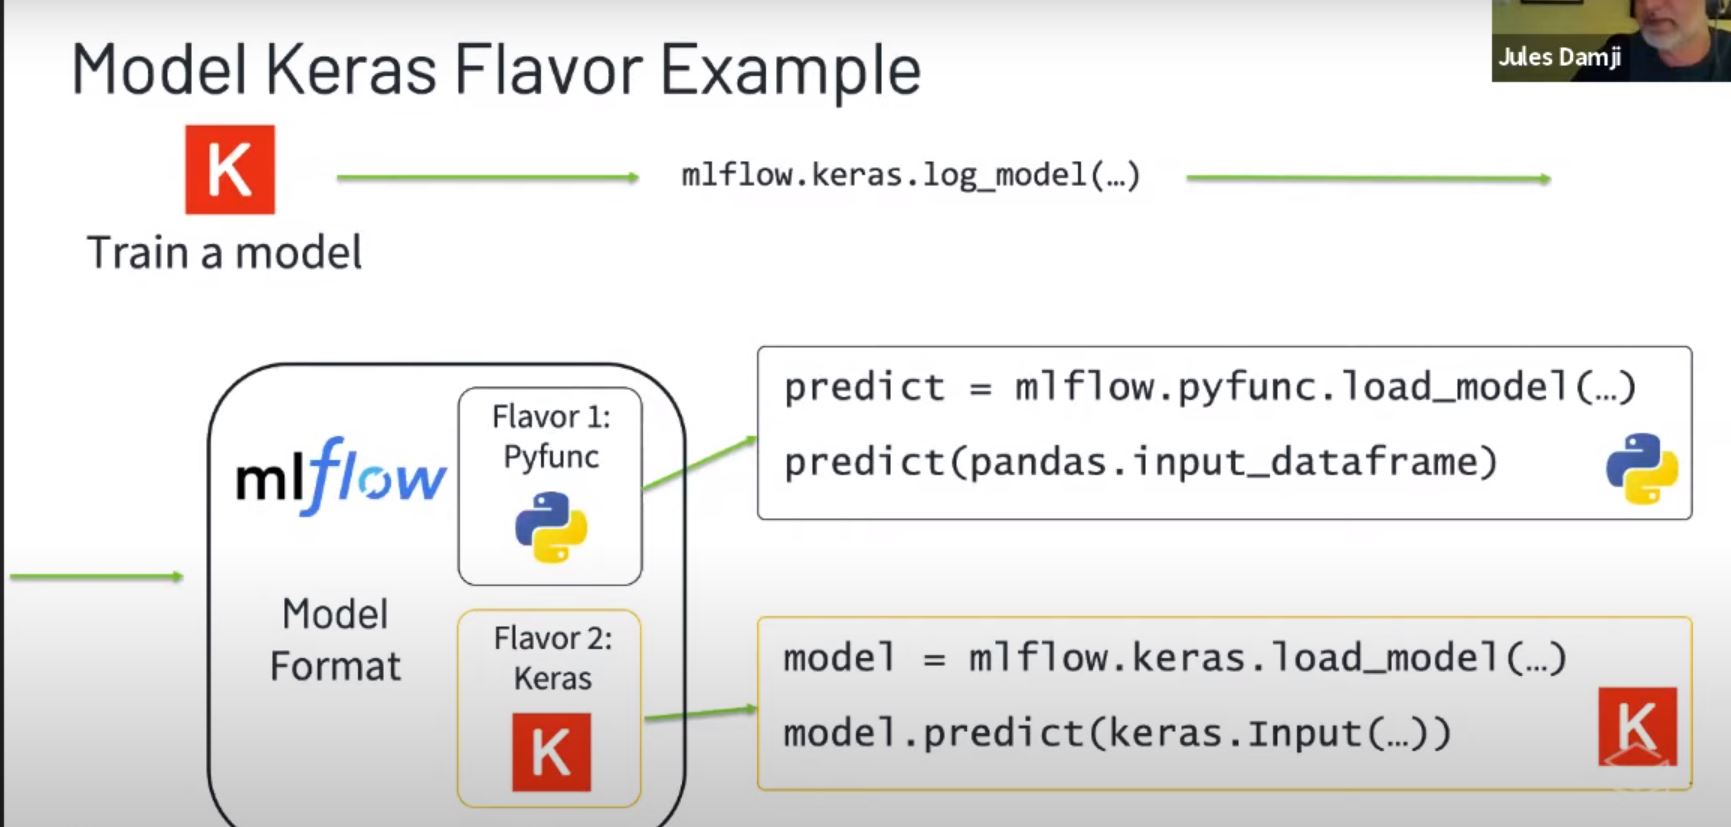 Model Keras Flavor Example
Jules Damji
K
mlflow.keras.log_model(…)
Train a model
mlflow
Model
Format
Flavor 1:
Pyfunc
predict = mlflow.pyfunc.load_model(…)
predict(pandas.input_dataframe)
Flavor 2:
Keras
K
model = mlflow.keras.load_model(…)
model.predict(keras.Input(…))
K